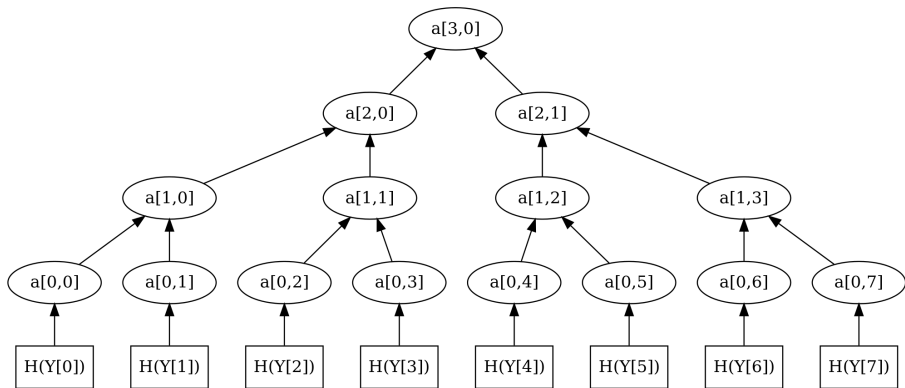 a[3,0]
a[2,0] a[2,1]
a[1,0] a[1,1] a[1,2] a[1,3]
a[0,0] a[0,1] a[0,2] a[0,3] a[0,4] a[0,5] a[0,6] a[0,7]
H(Y[0]) H(Y[1]) H(Y[2]) H(Y[3]) H(Y[4]) H(Y[5]) H(Y[6]) H(Y[7])